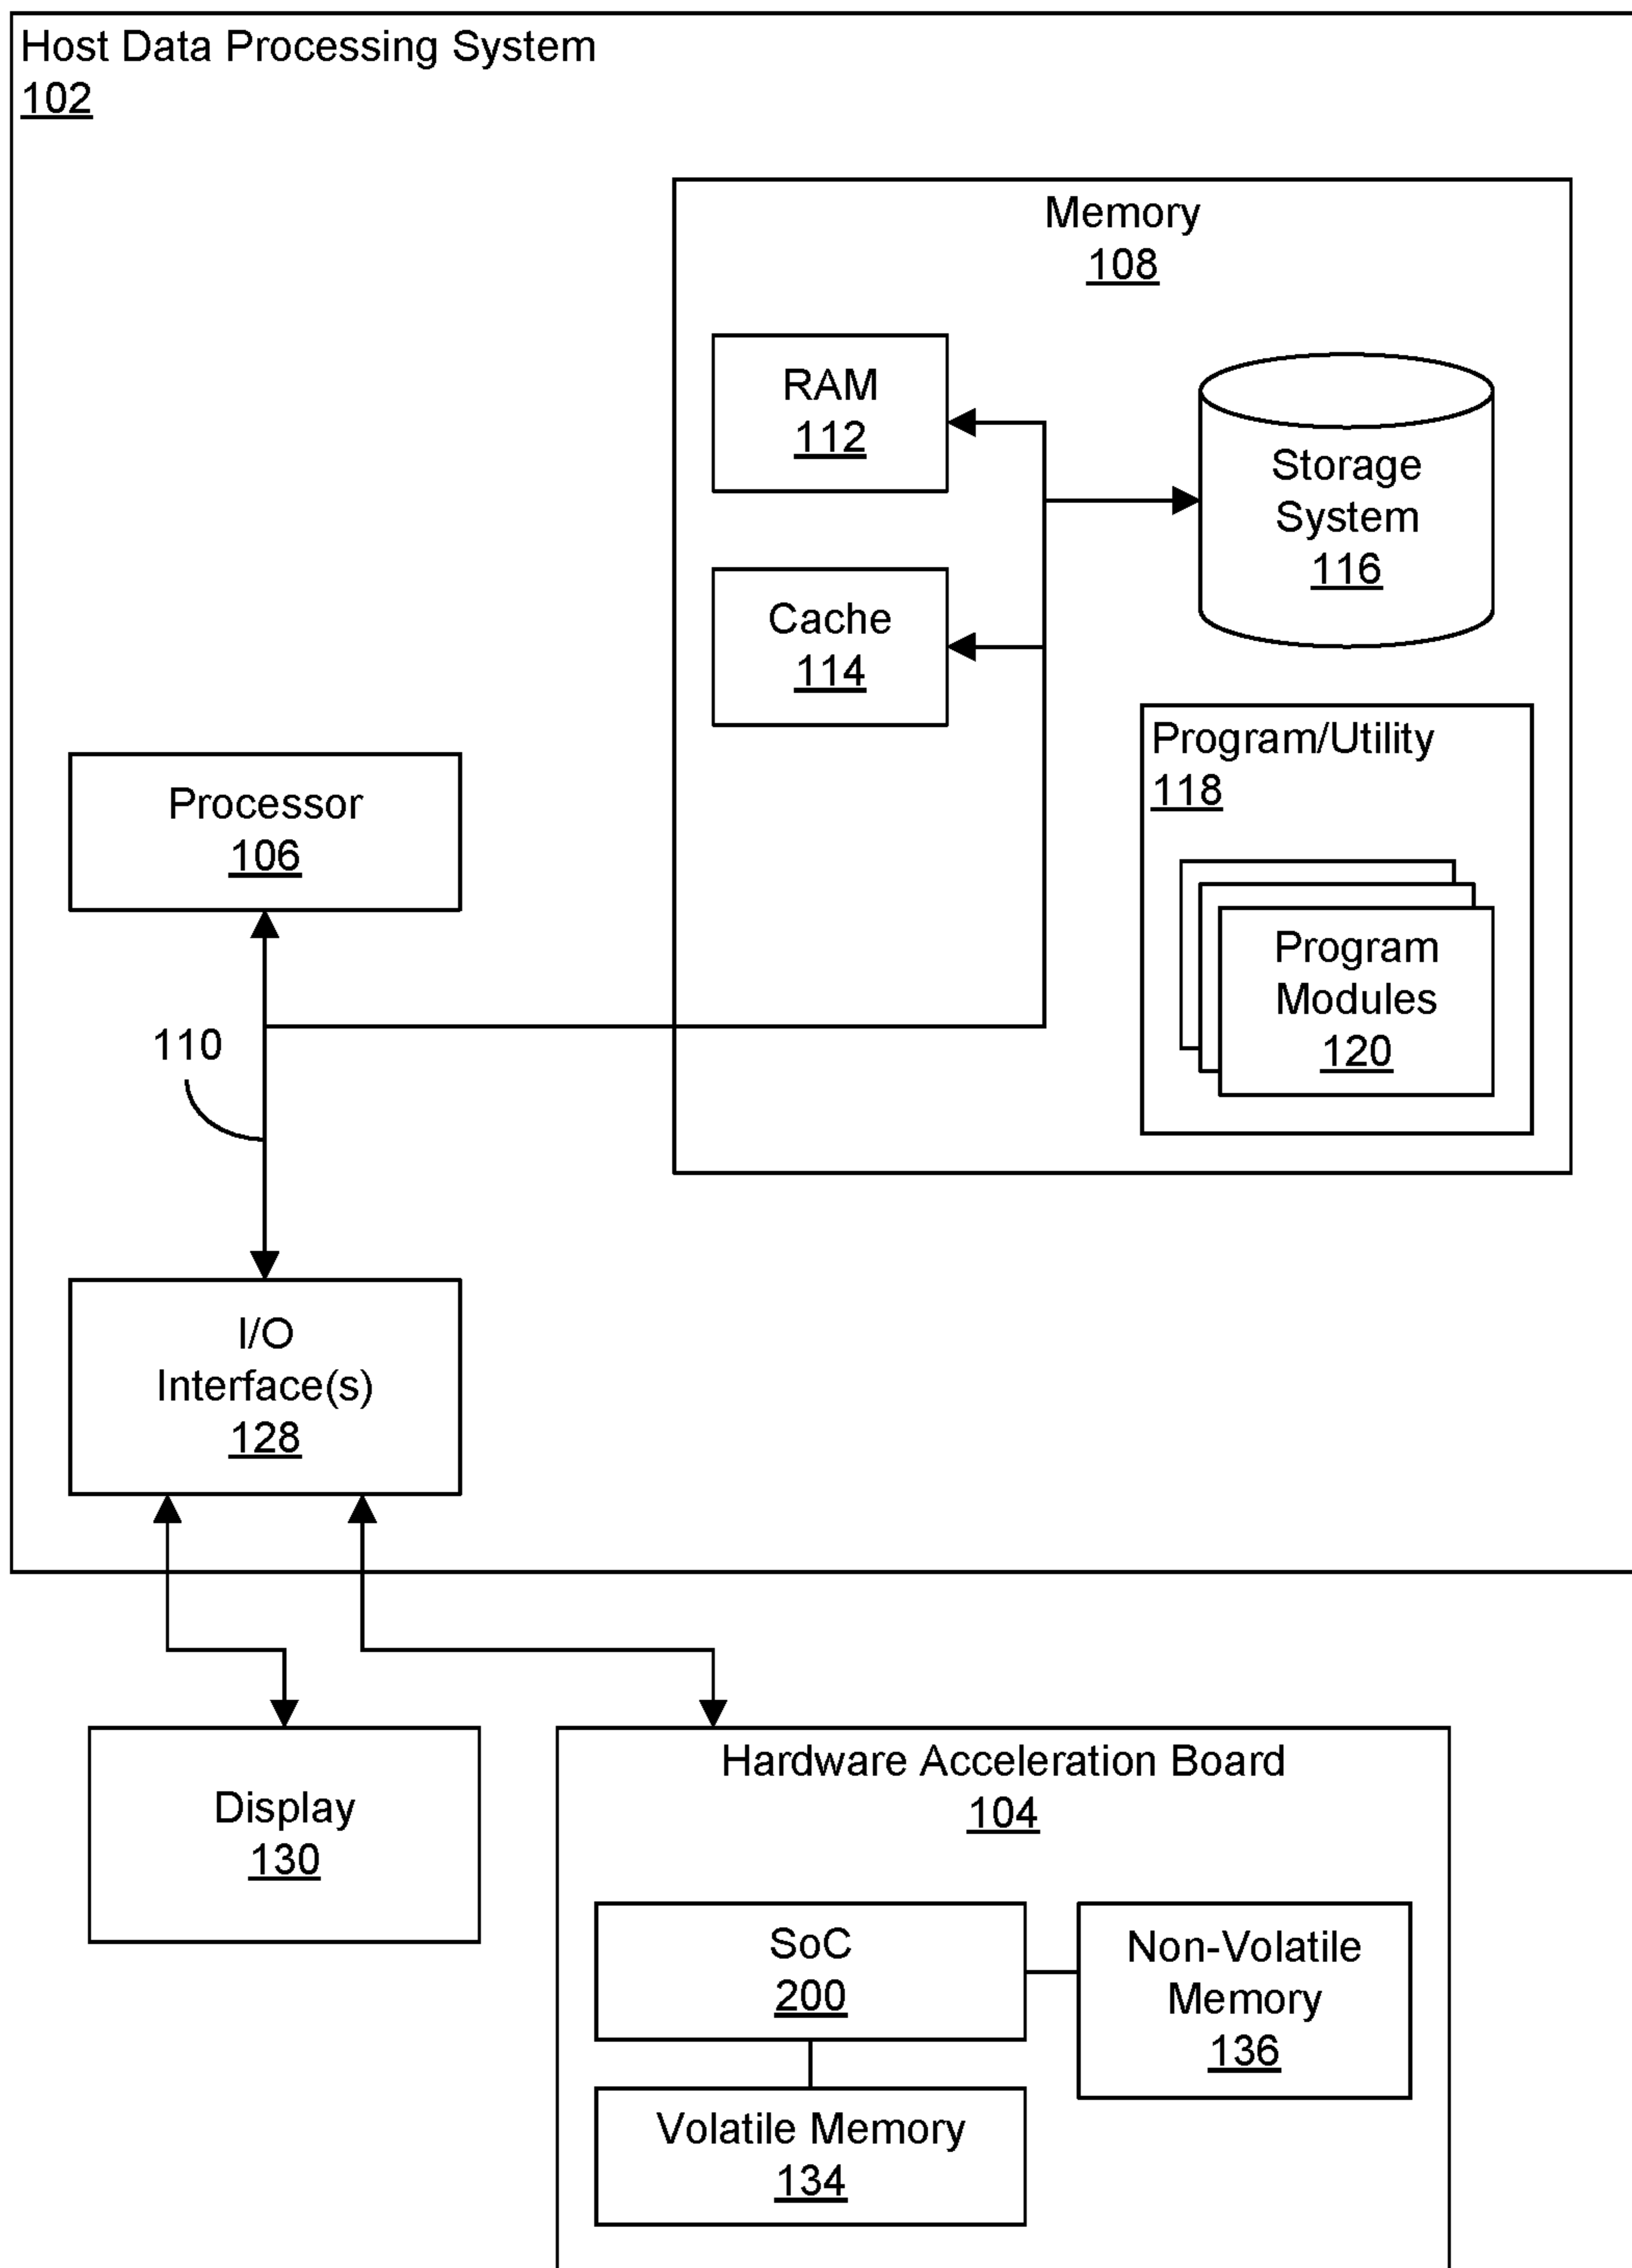 Host Data Processing System
102
Memory
108
RAM
112
Storage
System
116
Cache
114
Program/Utility
118
Processor
106
Program
Modules
120
110
I/O
Interface(s)
128
Hardware Acceleration Board
104
Display
130
SoC
200
Non-Volatile
Memory
136
Volatile Memory
134